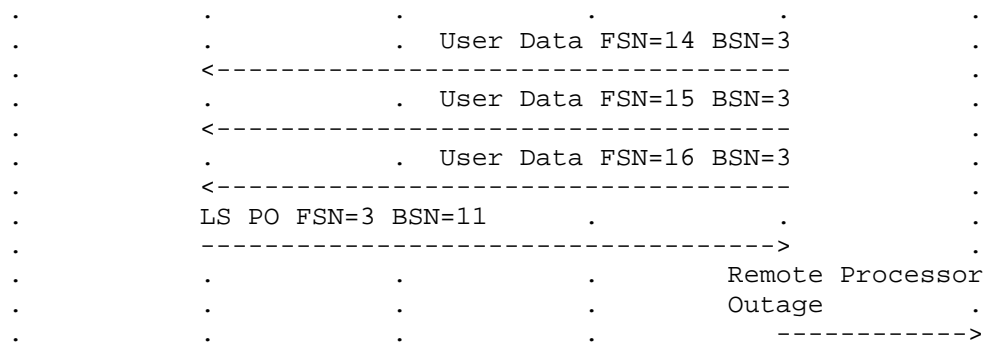 . . . . . .
. . . User Data FSN=14 BSN=3 .
. <------------------------------------ .
. . . User Data FSN=15 BSN=3 .
. <------------------------------------ .
. . . User Data FSN=16 BSN=3 .
. <------------------------------------ .
. LS PO FSN=3 BSN=11 . . .
. ------------------------------------> .
. . . . Remote Processor
. . . . Outage .
. . . . ------------>